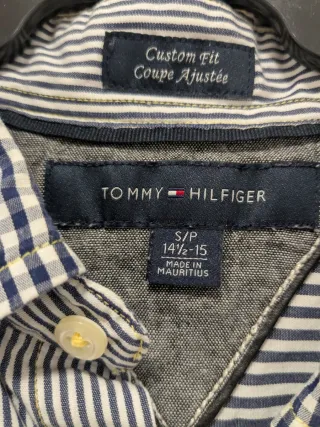 Custom Fit
Coupe Ajustée
TOMMY HILFIGER
S/P
14½-15
MADE IN
MAURITIUS